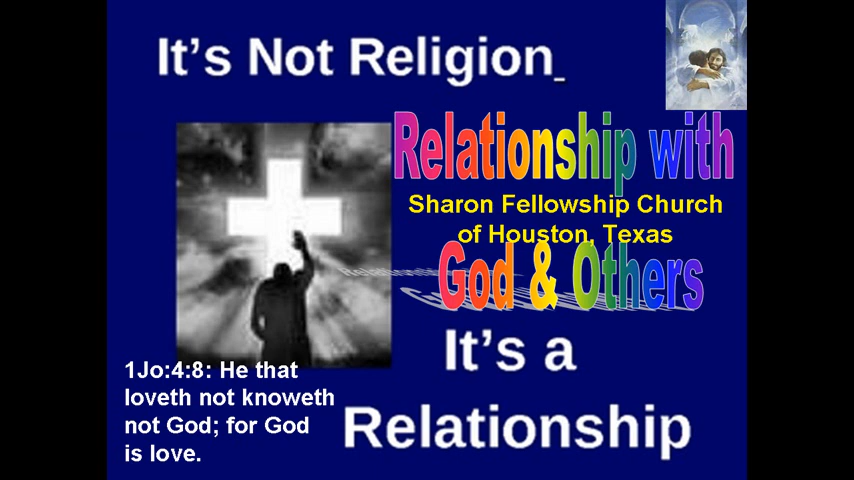 It's Not Religion_
Relationship with
Sharon Fellowship Church
of Houston, Texas
God & Others
It's a
Relationship
1Jo:4:8: He that
loveth not knoweth
not God; for God
is love.